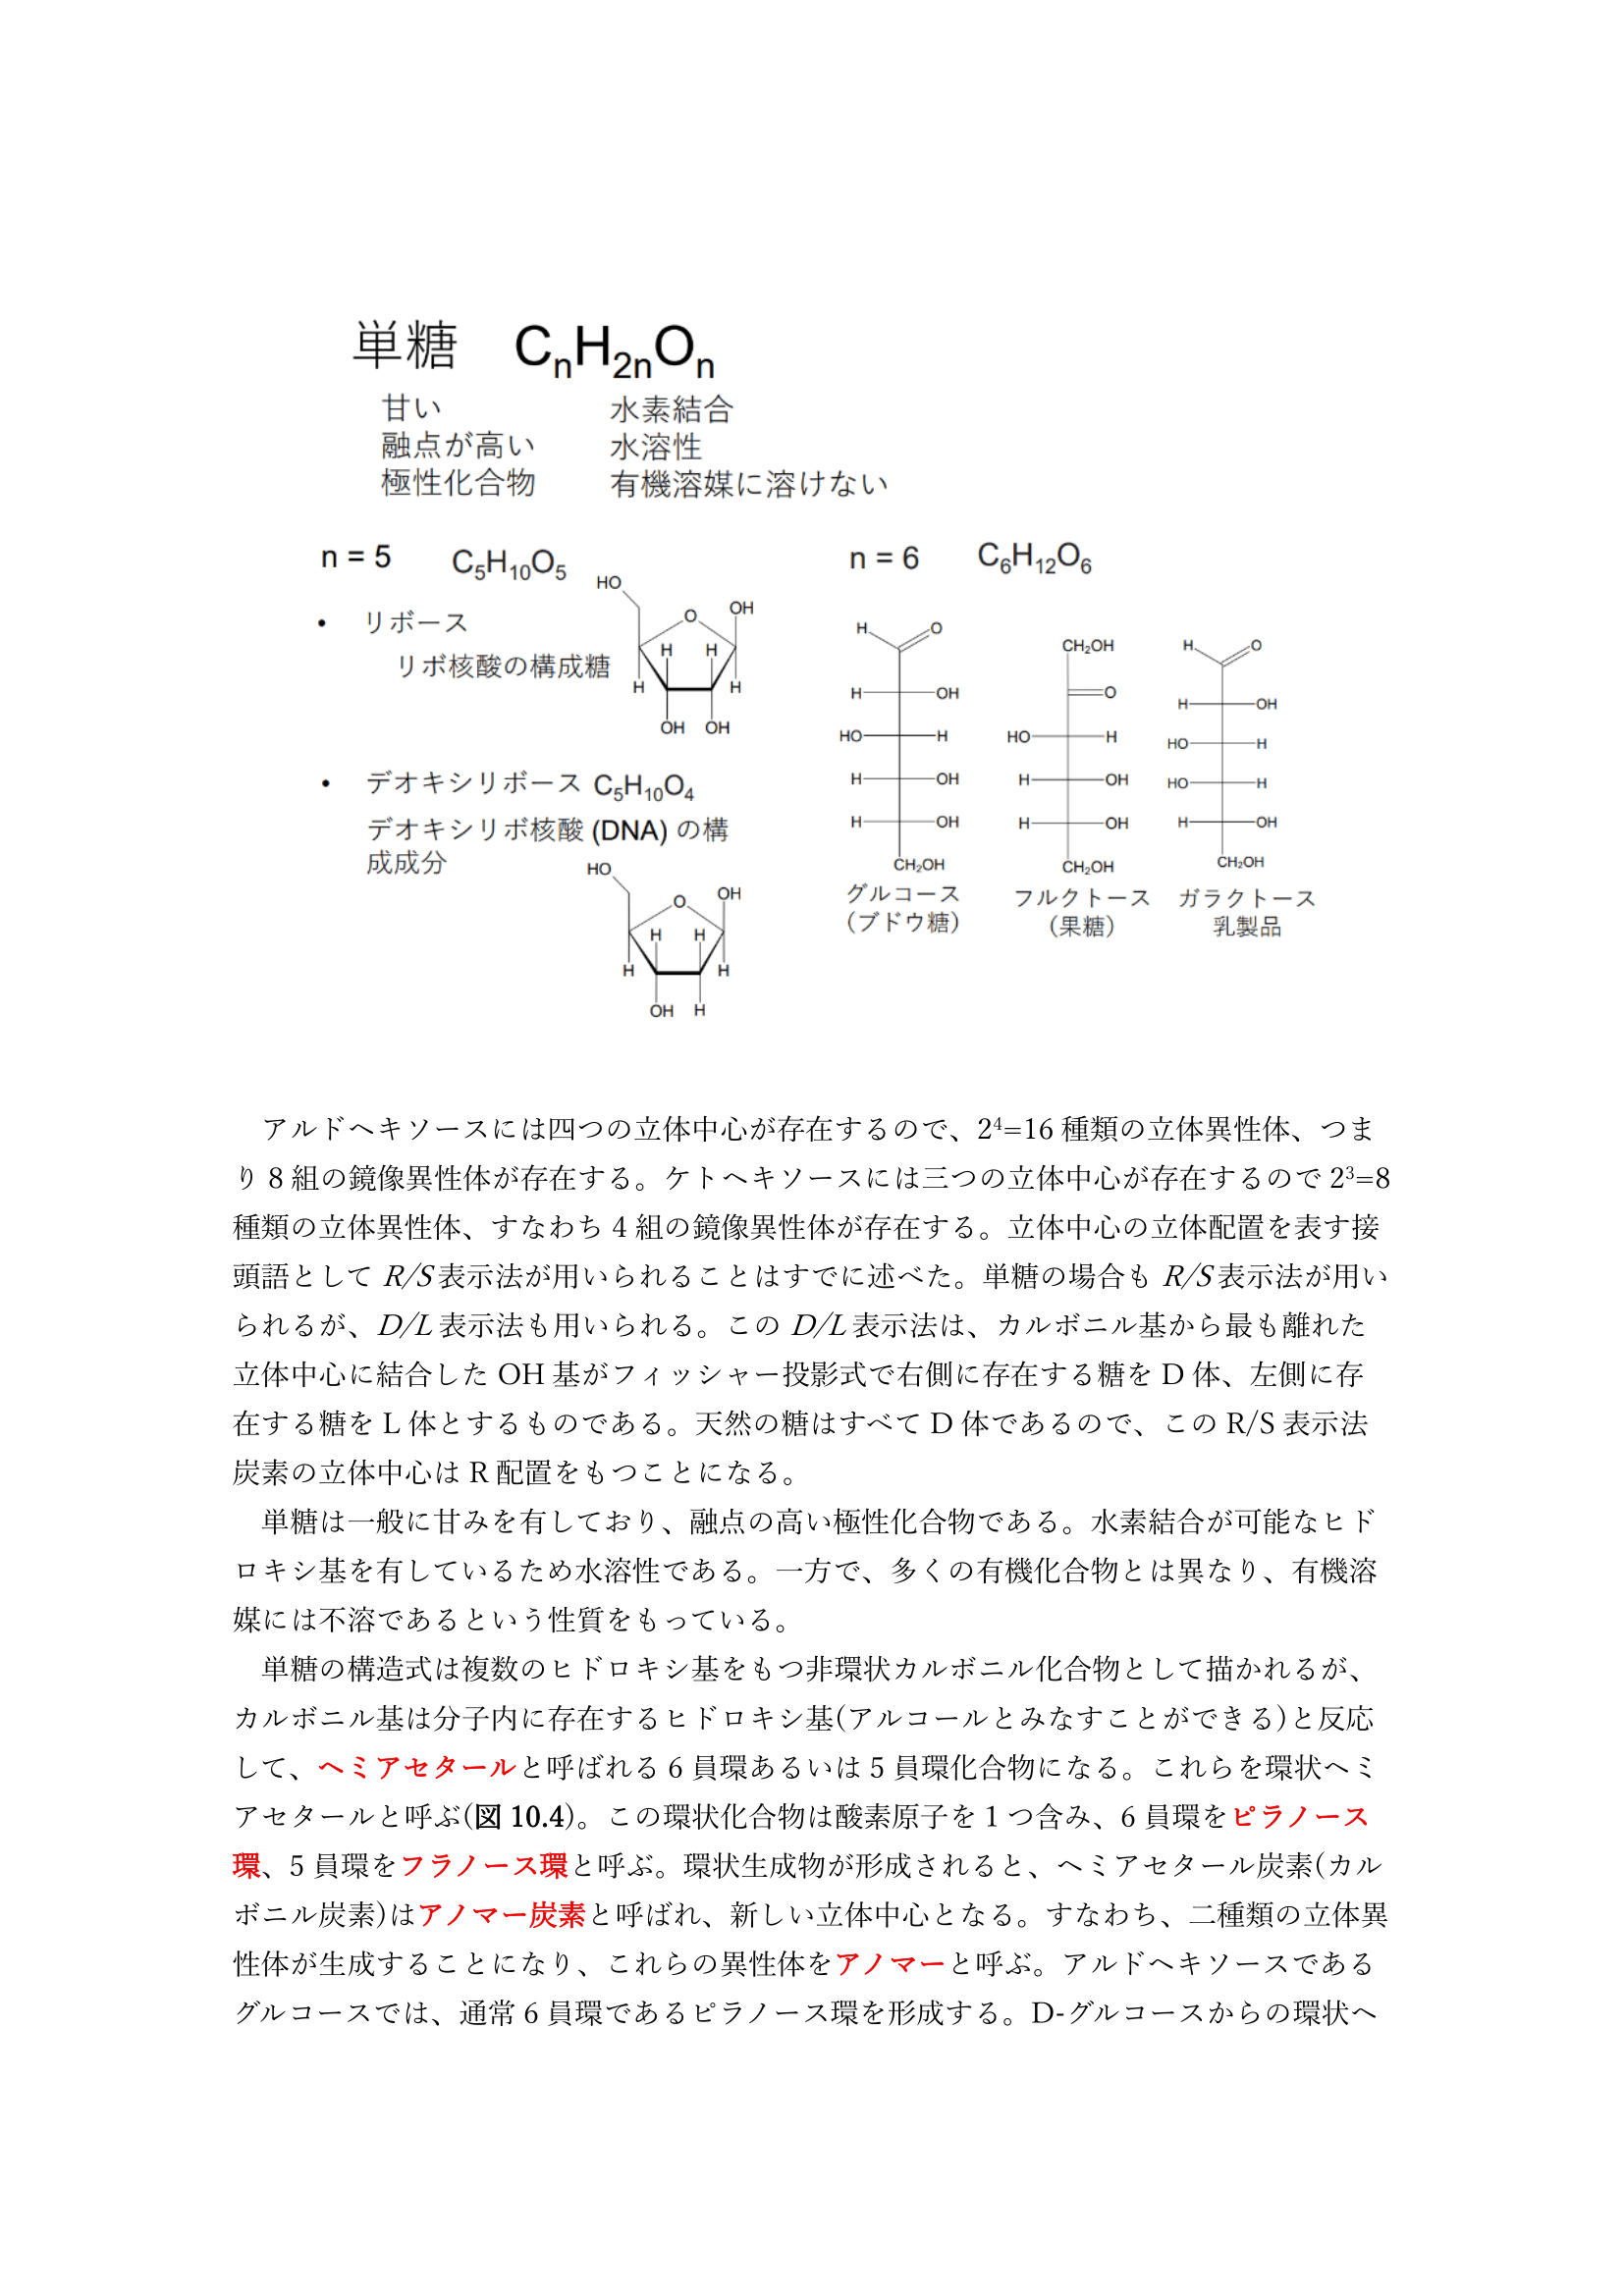 単糖 CnH2nOn
甘い 水素結合
融点が高い 水溶性
極性化合物 有機溶媒に溶けない
n = 5 C5H10O5
• リボース
リボ核酸の構成糖
HO
O
OH
H H
H H
OH OH
• デオキシリボース C5H10O4
デオキシリボ核酸 (DNA) の構
成成分
HO
O
OH
H H
H H
OH H
n = 6 C6H12O6
H O
H OH
HO H
H OH
H OH
CH2OH
グルコース
（ブドウ糖）
CH2OH
O
HO H
H OH
H OH
CH2OH
フルクトース
（果糖）
H O
H OH
HO H
HO H
H OH
CH2OH
ガラクトース
乳製品
アルドヘキソースには四つの立体中心が存在するので、2⁴=16 種類の立体異性体、つま
り 8 組の鏡像異性体が存在する。ケトヘキソースには三つの立体中心が存在するので 2³=8
種類の立体異性体、すなわち 4 組の鏡像異性体が存在する。立体中心の立体配置を表す接
頭語として R/S 表示法が用いられることはすでに述べた。単糖の場合も R/S 表示法が用い
られるが、D/L 表示法も用いられる。この D/L 表示法は、カルボニル基から最も離れた
立体中心に結合した OH 基がフィッシャー投影式で右側に存在する糖を D 体、左側に存
在する糖を L 体とするものである。天然の糖はすべて D 体であるので、この R/S 表示法
炭素の立体中心は R 配置をもつことになる。
単糖は一般に甘みを有しており、融点の高い極性化合物である。水素結合が可能なヒド
ロキシ基を有しているため水溶性である。一方で、多くの有機化合物とは異なり、有機溶
媒には不溶であるという性質をもっている。
単糖の構造式は複数のヒドロキシ基をもつ非環状カルボニル化合物として描かれるが、
カルボニル基は分子内に存在するヒドロキシ基(アルコールとみなすことができる)と反応
して、ヘミアセタールと呼ばれる 6 員環あるいは 5 員環化合物になる。これらを環状ヘミ
アセタールと呼ぶ(図 10.4)。この環状化合物は酸素原子を 1 つ含み、6 員環をピラノース
環、5 員環をフラノース環と呼ぶ。環状生成物が形成されると、ヘミアセタール炭素(カル
ボニル炭素)はアノマー炭素と呼ばれ、新しい立体中心となる。すなわち、二種類の立体異
性体が生成することになり、これらの異性体をアノマーと呼ぶ。アルドヘキソースである
グルコースでは、通常 6 員環であるピラノース環を形成する。D-グルコースからの環状ヘ